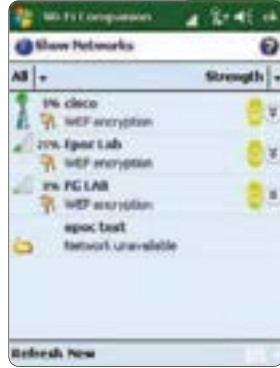 Wi-Fi Companion
Show Networks
All Strength
cisco
WEP encryption
Epoc Lab
WEP encryption
FG LAB
WEP encryption
epoc test
Network unavailable
Refresh Now